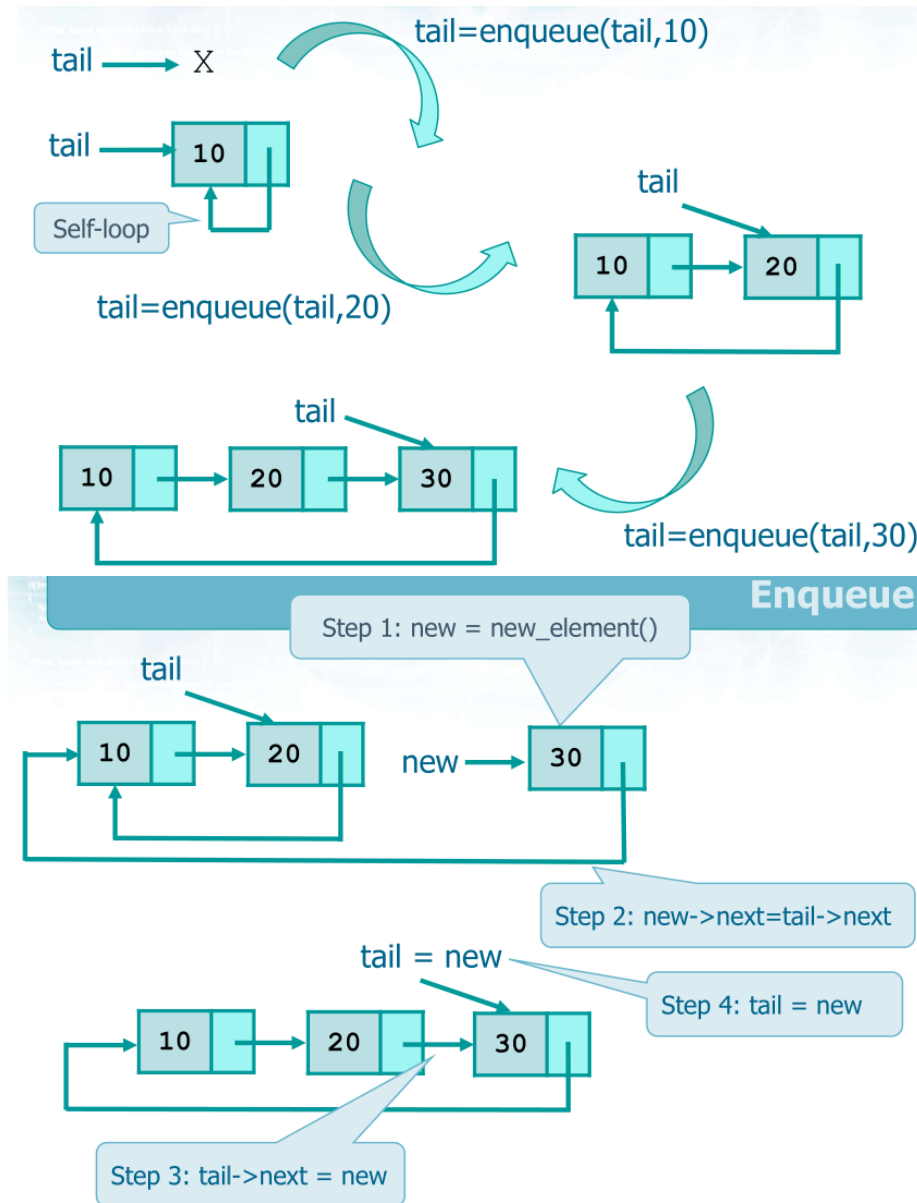 tail=enqueue(tail,10)
tail X
tail 10
Self-loop
tail
10 20
tail=enqueue(tail,20)
tail
10 20 30
tail=enqueue(tail,30)
Enqueue
Step 1: new = new_element()
tail
10 20 new 30
Step 2: new->next=tail->next
tail = new
Step 4: tail = new
10 20 30
Step 3: tail->next = new